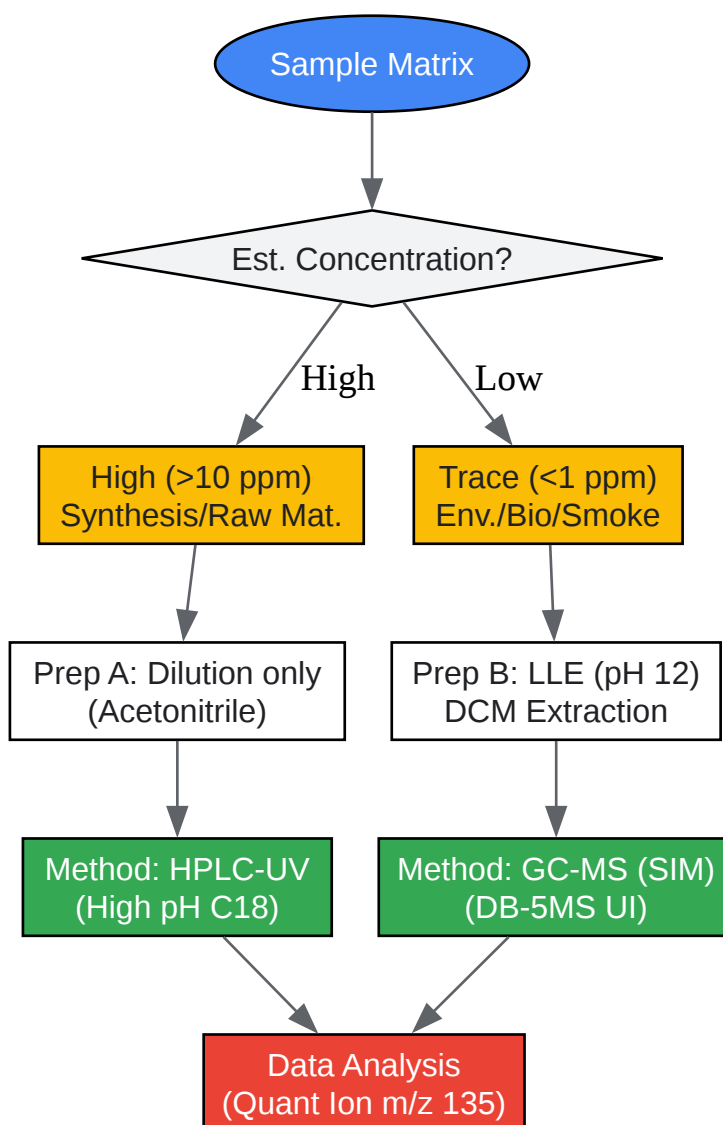 Sample Matrix
Est. Concentration?
High
Low
High (>10 ppm)
Synthesis/Raw Mat.
Trace (<1 ppm)
Env./Bio/Smoke
Prep A: Dilution only
(Acetonitrile)
Prep B: LLE (pH 12)
DCM Extraction
Method: HPLC-UV
(High pH C18)
Method: GC-MS (SIM)
(DB-5MS UI)
Data Analysis
(Quant Ion m/z 135)